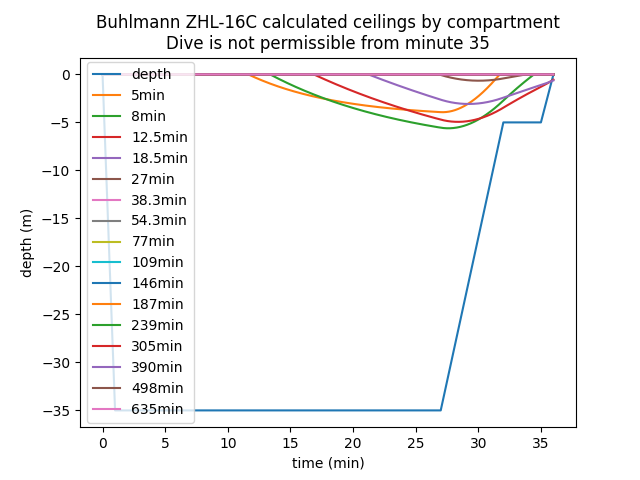 Buhlmann ZHL-16C calculated ceilings by compartment
Dive is not permissible from minute 35
depth (m)
0
−5
−10
−15
−20
−25
−30
−35
depth
5min
8min
12.5min
18.5min
27min
38.3min
54.3min
77min
109min
146min
187min
239min
305min
390min
498min
635min
0
5
10
15
20
25
30
35
time (min)